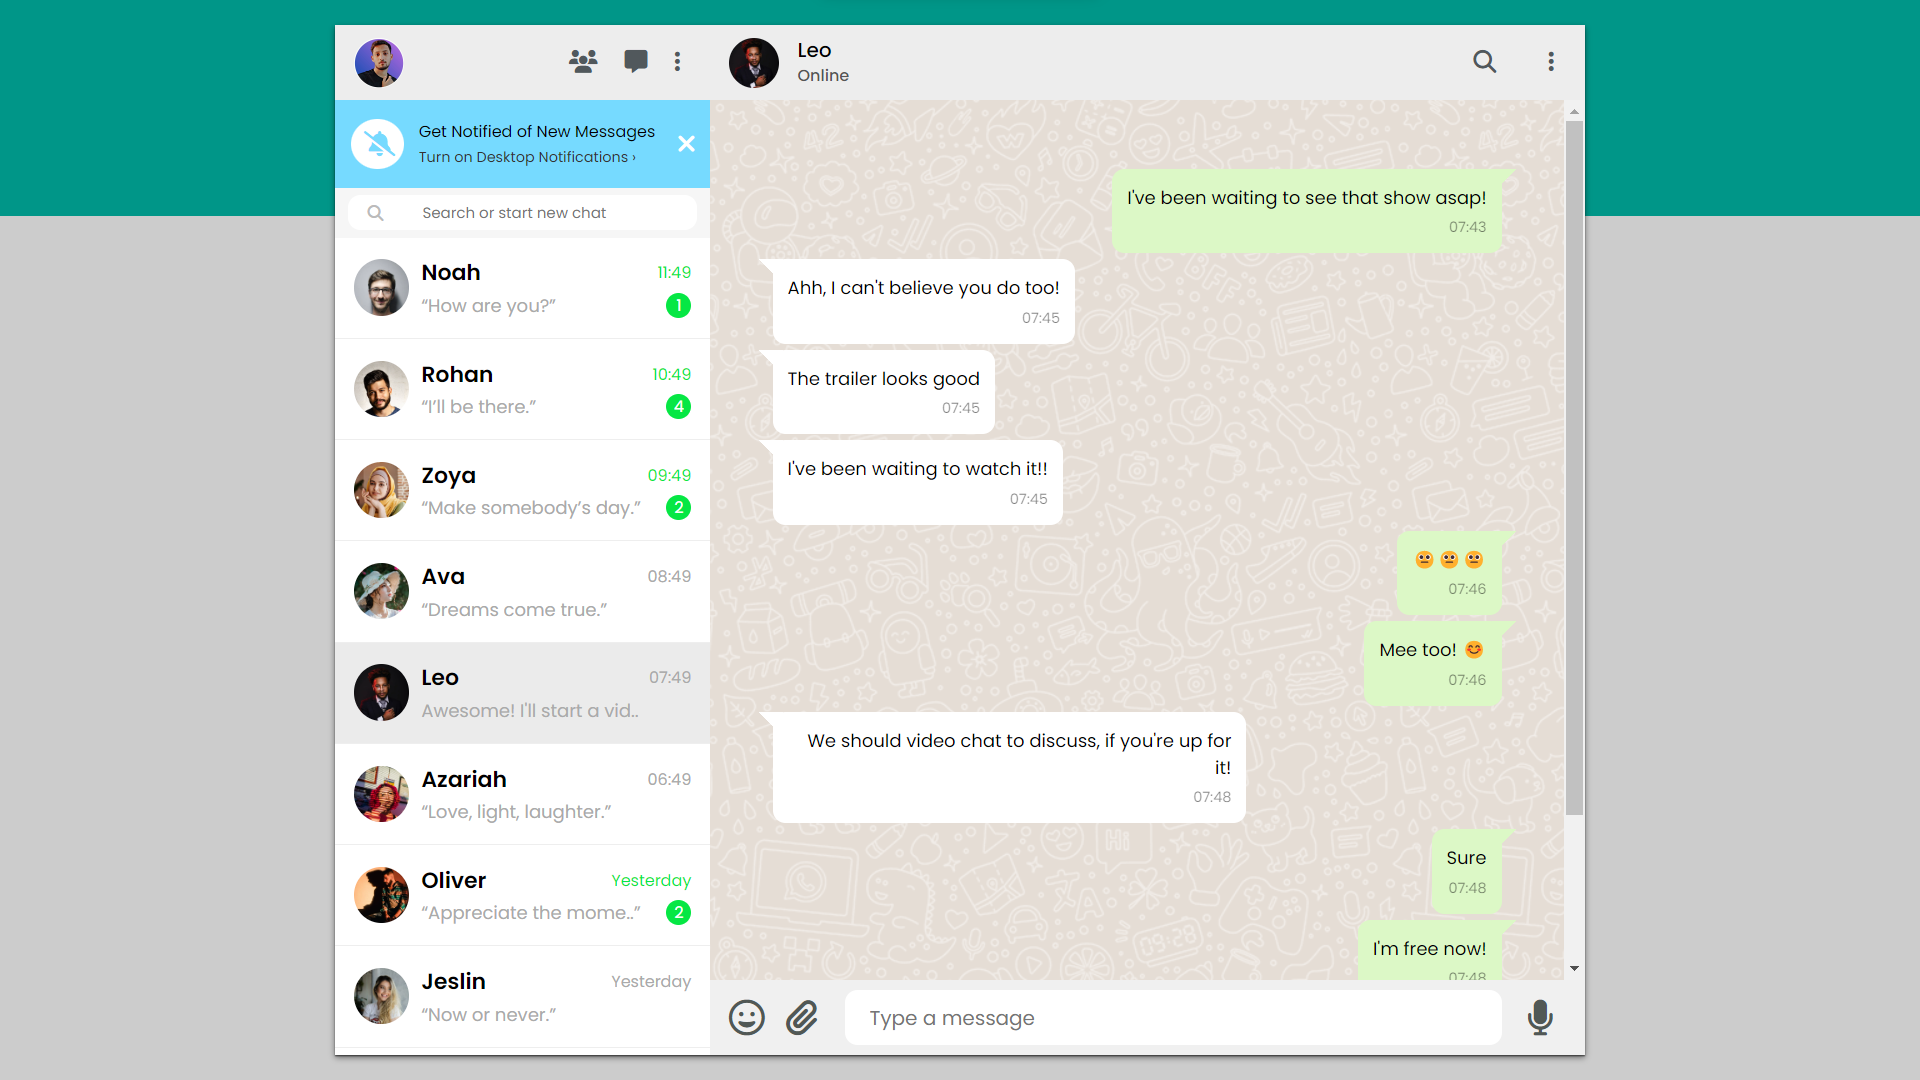 Leo
Online
Get Notified of New Messages
Turn on Desktop Notifications ›
Search or start new chat
Noah
11:49
“How are you?”
1
Rohan
10:49
“I’ll be there.”
4
Zoya
09:49
“Make somebody’s day.”
2
Ava
08:49
“Dreams come true.”
Leo
07:49
Awesome! I'll start a vid..
Azariah
06:49
“Love, light, laughter.”
Oliver
Yesterday
“Appreciate the mome..”
2
Jeslin
Yesterday
“Now or never.”
I've been waiting to see that show asap!
07:43
Ahh, I can't believe you do too!
07:45
The trailer looks good
07:45
I've been waiting to watch it!!
07:45
😐 😐 😐
07:46
Mee too! 😊
07:46
We should video chat to discuss, if you're up for
it!
07:48
Sure
07:48
I'm free now!
07:48
Type a message